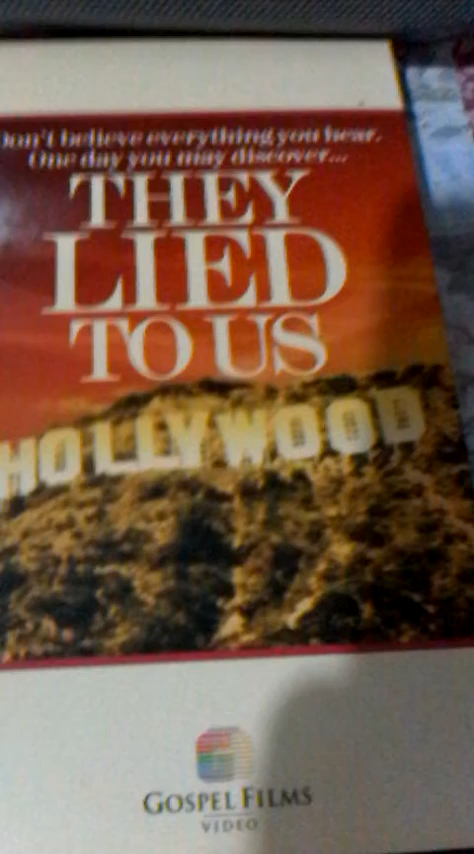 Don't believe everything you hear.
One day you may discover...
THEY
LIED
TO US
HOLLYWOOD
GOSPEL FILMS
VIDEO